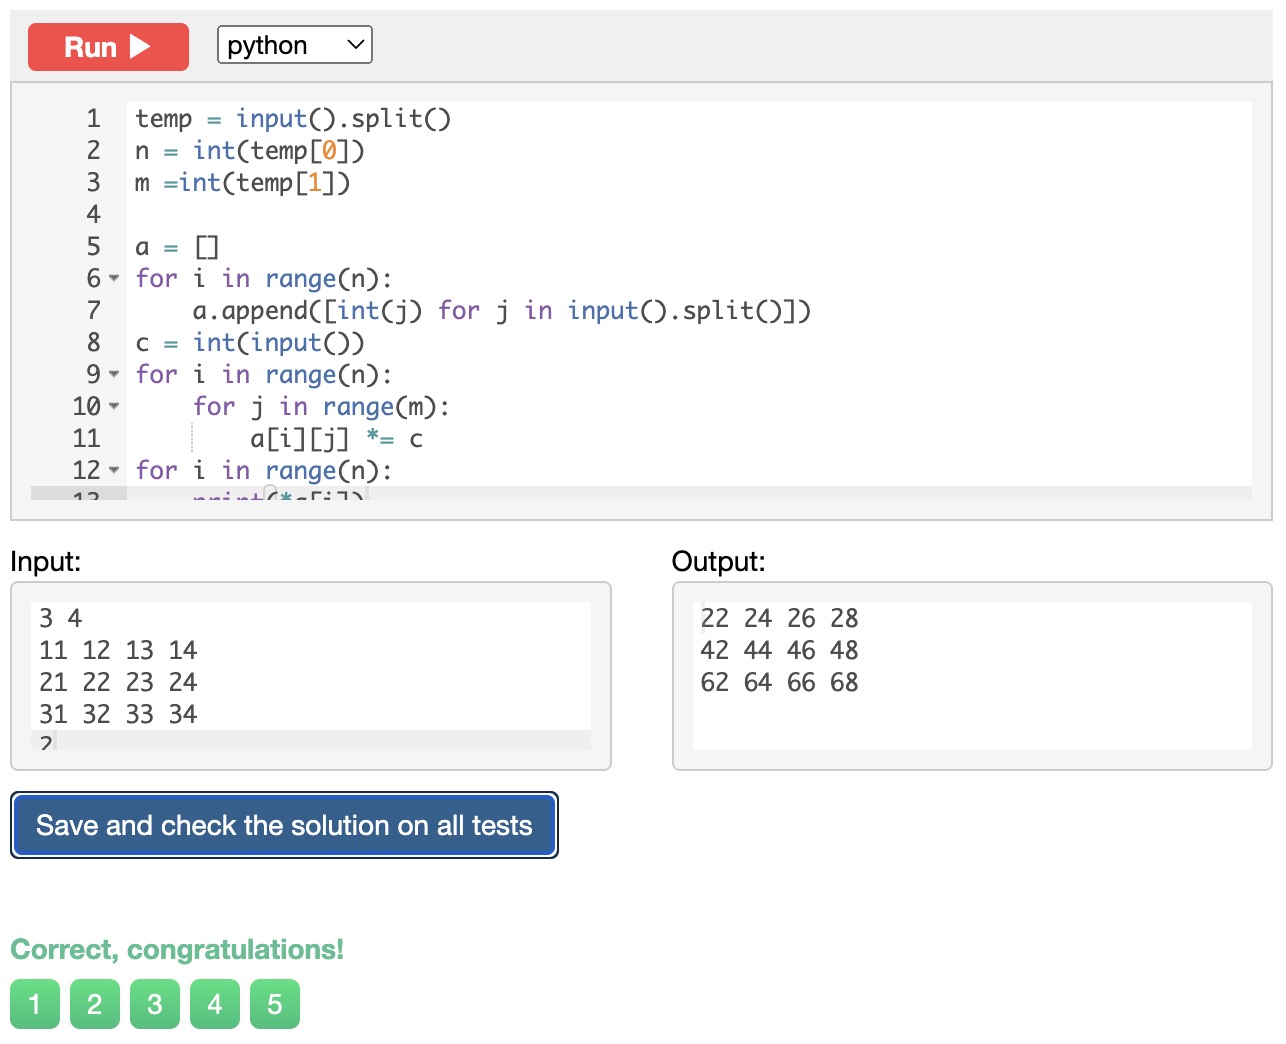 Run
python
1 temp = input().split()
2 n = int(temp[0])
3 m =int(temp[1])
4
5 a = []
6 for i in range(n):
7     a.append([int(j) for j in input().split()])
8 c = int(input())
9 for i in range(n):
10     for j in range(m):
11         a[i][j] *= c
12 for i in range(n):
13     print(*a[i])
Input:
3 4
11 12 13 14
21 22 23 24
31 32 33 34
2
Output:
22 24 26 28
42 44 46 48
62 64 66 68
Save and check the solution on all tests
Correct, congratulations!
1 2 3 4 5